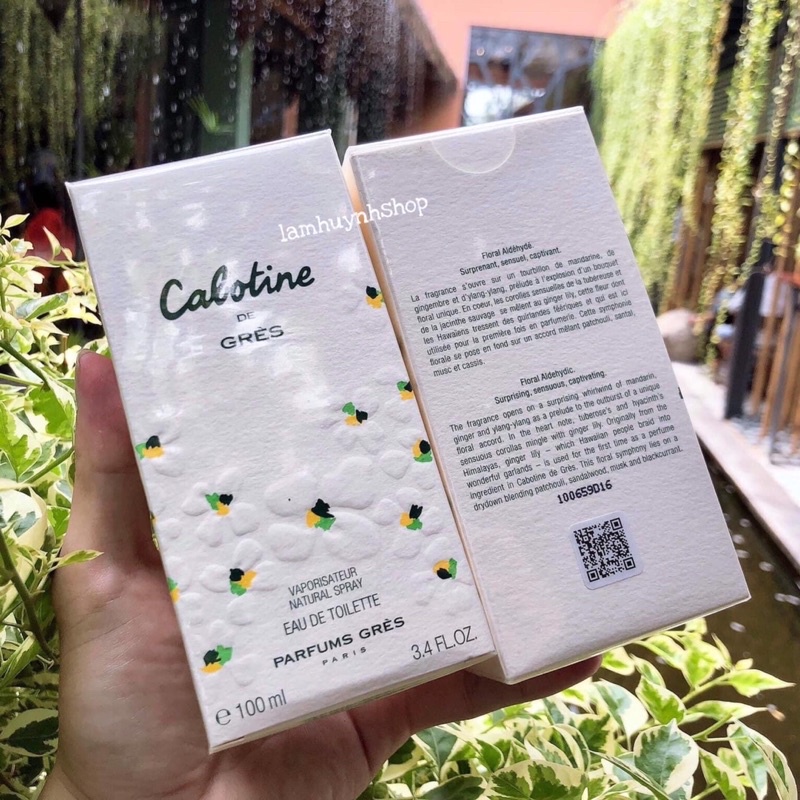 lamhuynhShop
Cabotine
DE
GRÈS
VAPORISATEUR
NATURAL SPRAY
EAU DE TOILETTE
PARFUMS GRÈS
PARIS
e 100 ml
3.4 FL.OZ.
Floral Aldéhydé.
Surprenant, sensuel, captivant.
La fragrance s'ouvre sur un tourbillon de mandarine, de
gingembre et d'ylang-ylang, prélude à l'explosion d'un bouquet
floral unique. En coeur, les corolles sensuelles de la tubéreuse et
de la jacinthe sauvage se mêlent au ginger lily, cette fleur dont
les Hawaïens tressent des guirlandes féériques et qui est ici
utilisée pour la première fois en parfumerie. Cette symphonie
florale se pose en fond sur un accord mêlant patchouli, santal,
musc et cassis.
Floral Aldehydic.
Surprising, sensuous, captivating.
The fragrance opens on a surprising whirlwind of mandarin,
ginger and ylang-ylang as a prelude to the outburst of a unique
floral accord. In the heart note, tuberose's and hyacinth's
sensuous corollas mingle with ginger lily. Originally from the
Himalayas, ginger lily – which Hawaiian people braid into
wonderful garlands – is used for the first time as a perfume
ingredient in Cabotine de Grès. This floral symphony lies on a
drydown blending patchouli, sandalwood, musk and blackcurrant.
100659D16